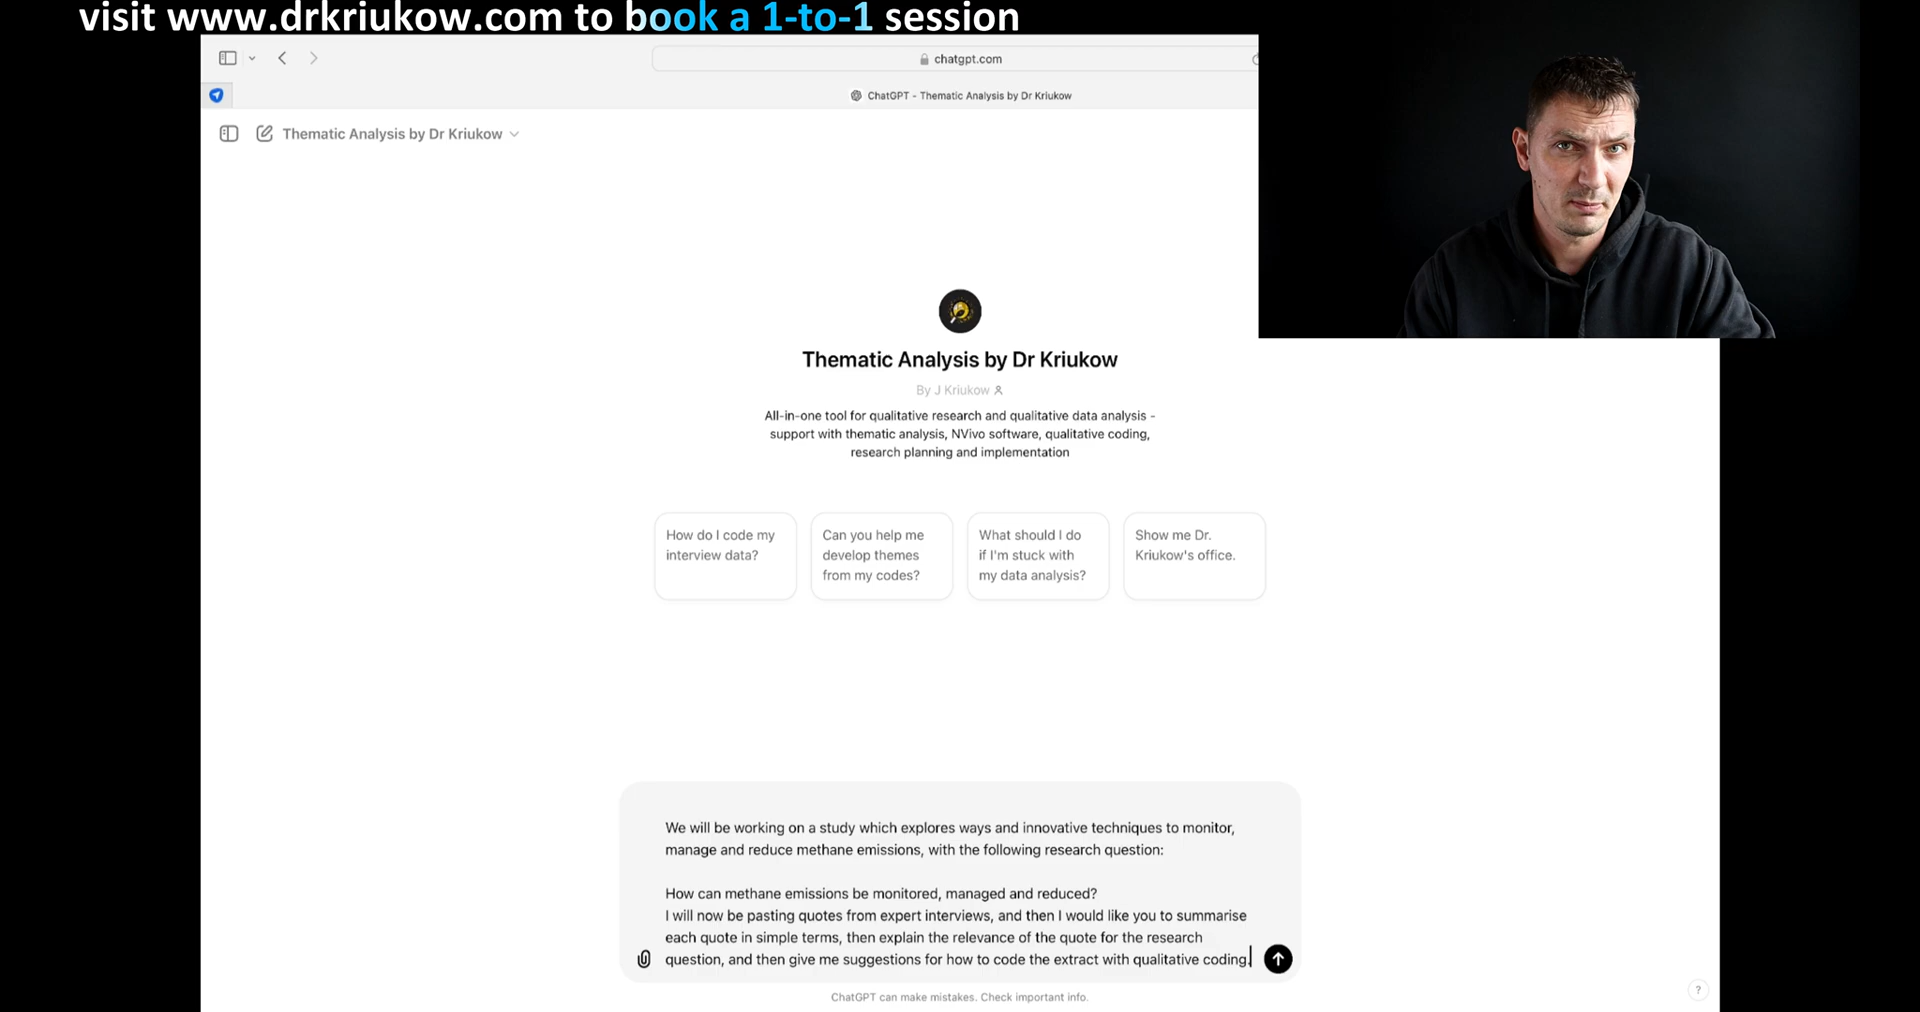 visit www.drkriukow.com to book a 1-to-1 session
chatgpt.com
ChatGPT - Thematic Analysis by Dr Kriukow
Thematic Analysis by Dr Kriukow
Thematic Analysis by Dr Kriukow
By J Kriukow
All-in-one tool for qualitative research and qualitative data analysis -
support with thematic analysis, NVivo software, qualitative coding,
research planning and implementation
How do I code my
interview data?
Can you help me
develop themes
from my codes?
What should I do
if I'm stuck with
my data analysis?
Show me Dr.
Kriukow's office.
We will be working on a study which explores ways and innovative techniques to monitor,
manage and reduce methane emissions, with the following research question:
How can methane emissions be monitored, managed and reduced?
I will now be pasting quotes from expert interviews, and then I would like you to summarise
each quote in simple terms, then explain the relevance of the quote for the research
question, and then give me suggestions for how to code the extract with qualitative coding.
ChatGPT can make mistakes. Check important info.
?